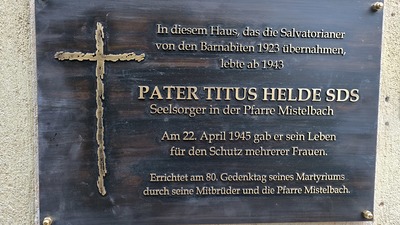 In diesem Haus, das die Salvatorianer
von den Barnabiten 1923 übernahmen,
lebte ab 1943
PATER TITUS HELDE SDS
Seelsorger in der Pfarre Mistelbach
Am 22. April 1945 gab er sein Leben
für den Schutz mehrerer Frauen.
Errichtet am 80. Gedenktag seines Martyriums
durch seine Mitbrüder und die Pfarre Mistelbach.